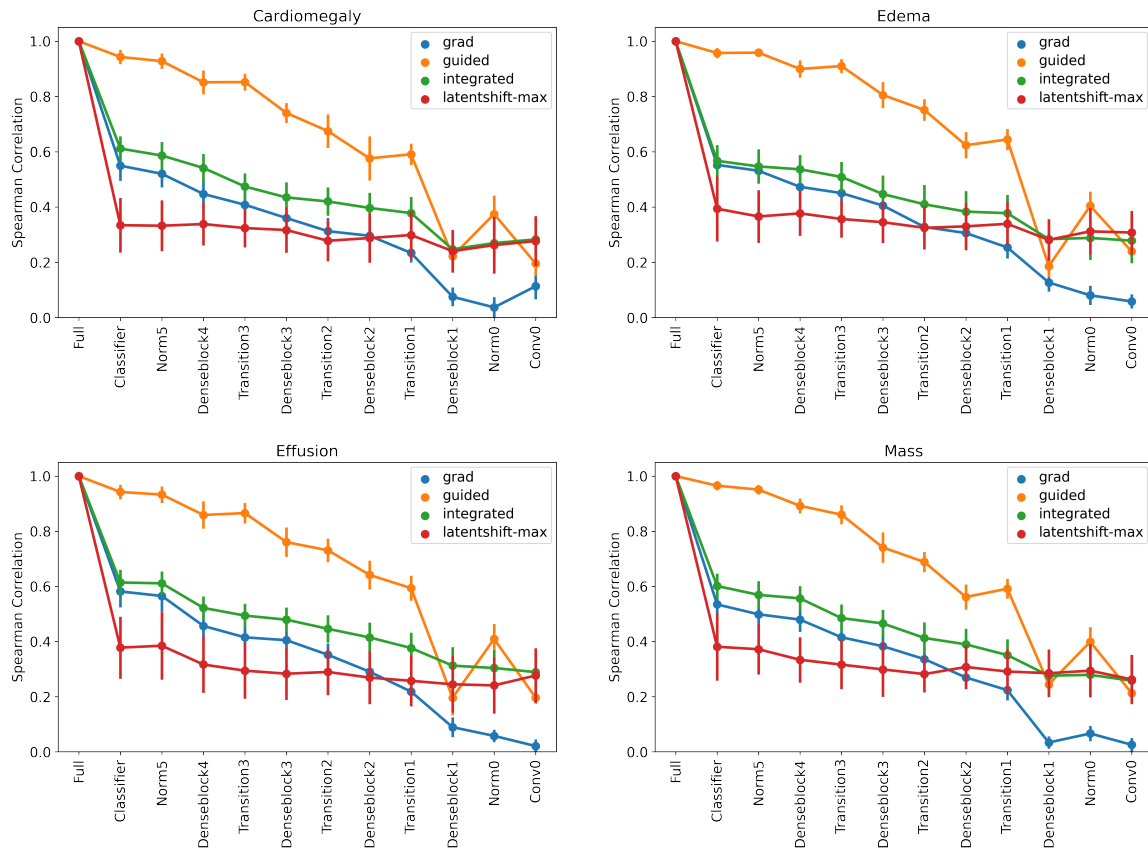 Cardiomegaly
1.0
0.8
0.6
0.4
0.2
0.0
Spearman Correlation
grad
guided
integrated
latentshift-max
Full
Classifier
Norm5
Denseblock4
Transition3
Denseblock3
Transition2
Denseblock2
Transition1
Denseblock1
Norm0
Conv0
Edema
1.0
0.8
0.6
0.4
0.2
0.0
Spearman Correlation
grad
guided
integrated
latentshift-max
Full
Classifier
Norm5
Denseblock4
Transition3
Denseblock3
Transition2
Denseblock2
Transition1
Denseblock1
Norm0
Conv0
Effusion
1.0
0.8
0.6
0.4
0.2
0.0
Spearman Correlation
grad
guided
integrated
latentshift-max
Full
Classifier
Norm5
Denseblock4
Transition3
Denseblock3
Transition2
Denseblock2
Transition1
Denseblock1
Norm0
Conv0
Mass
1.0
0.8
0.6
0.4
0.2
0.0
Spearman Correlation
grad
guided
integrated
latentshift-max
Full
Classifier
Norm5
Denseblock4
Transition3
Denseblock3
Transition2
Denseblock2
Transition1
Denseblock1
Norm0
Conv0